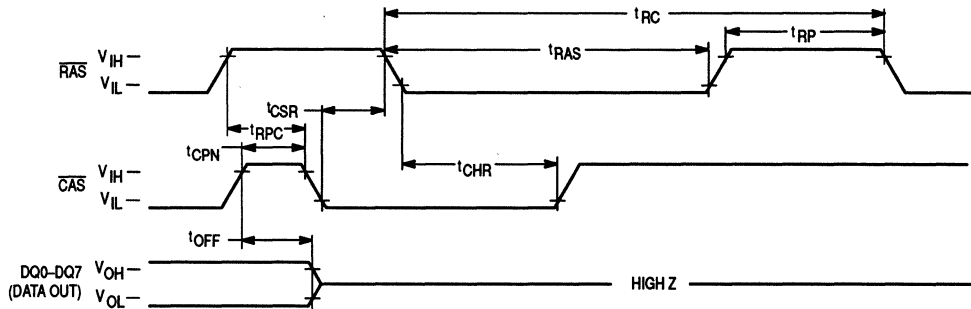 tRC
tRP
tRAS
RAS
VIH
VIL
tCSR
tRPC
tCPN
tCHR
CAS
VIH
VIL
tOFF
DQ0–DQ7
(DATA OUT)
VOH
VOL
HIGH Z